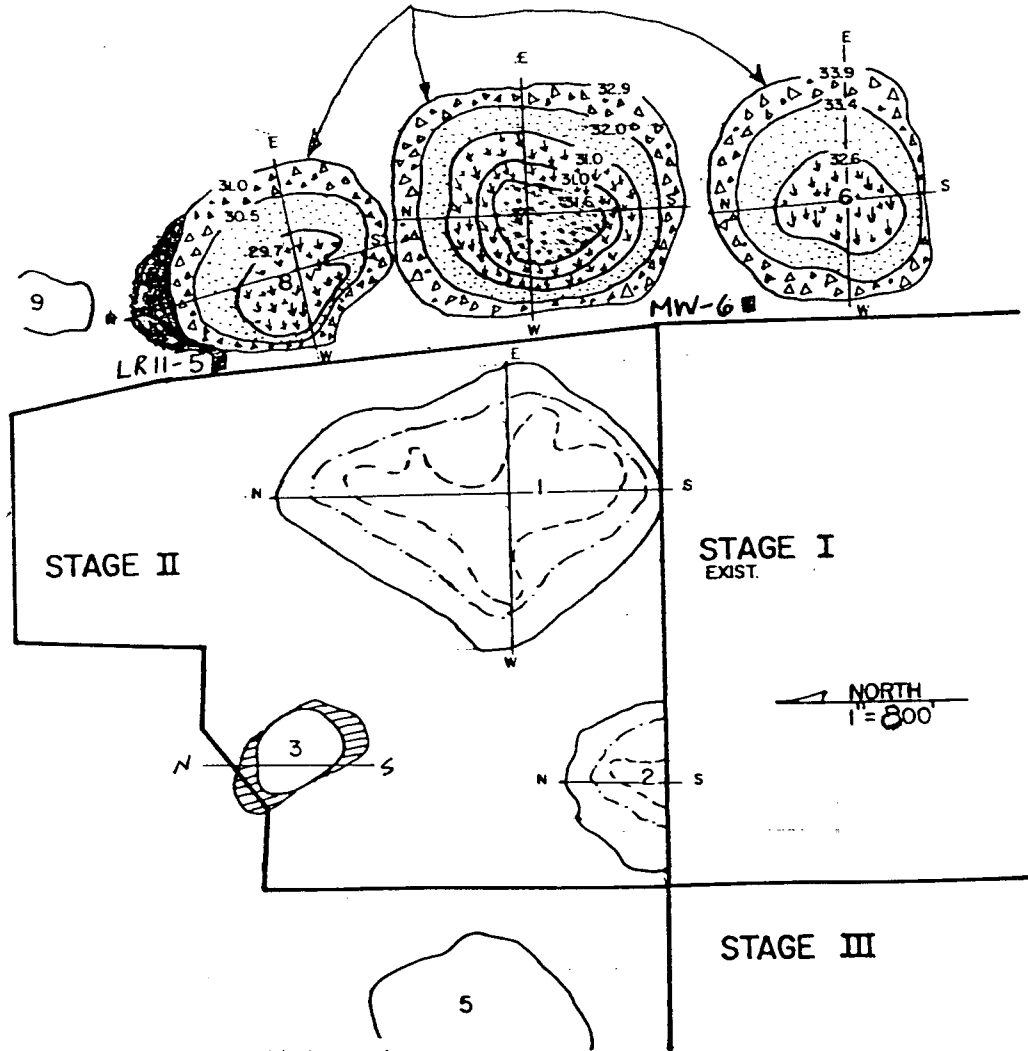 E
33.9
33.4
32.6
6
N
S
W
E
32.9
32.0
31.0
31.0
31.6
N
S
W
E
31.0
30.5
29.7
8
S
W
9
LR11-5
MW-6
E
N
1
S
W
STAGE II
STAGE I
EXIST.
NORTH
1"=800'
N
3
S
N
2
S
5
STAGE III